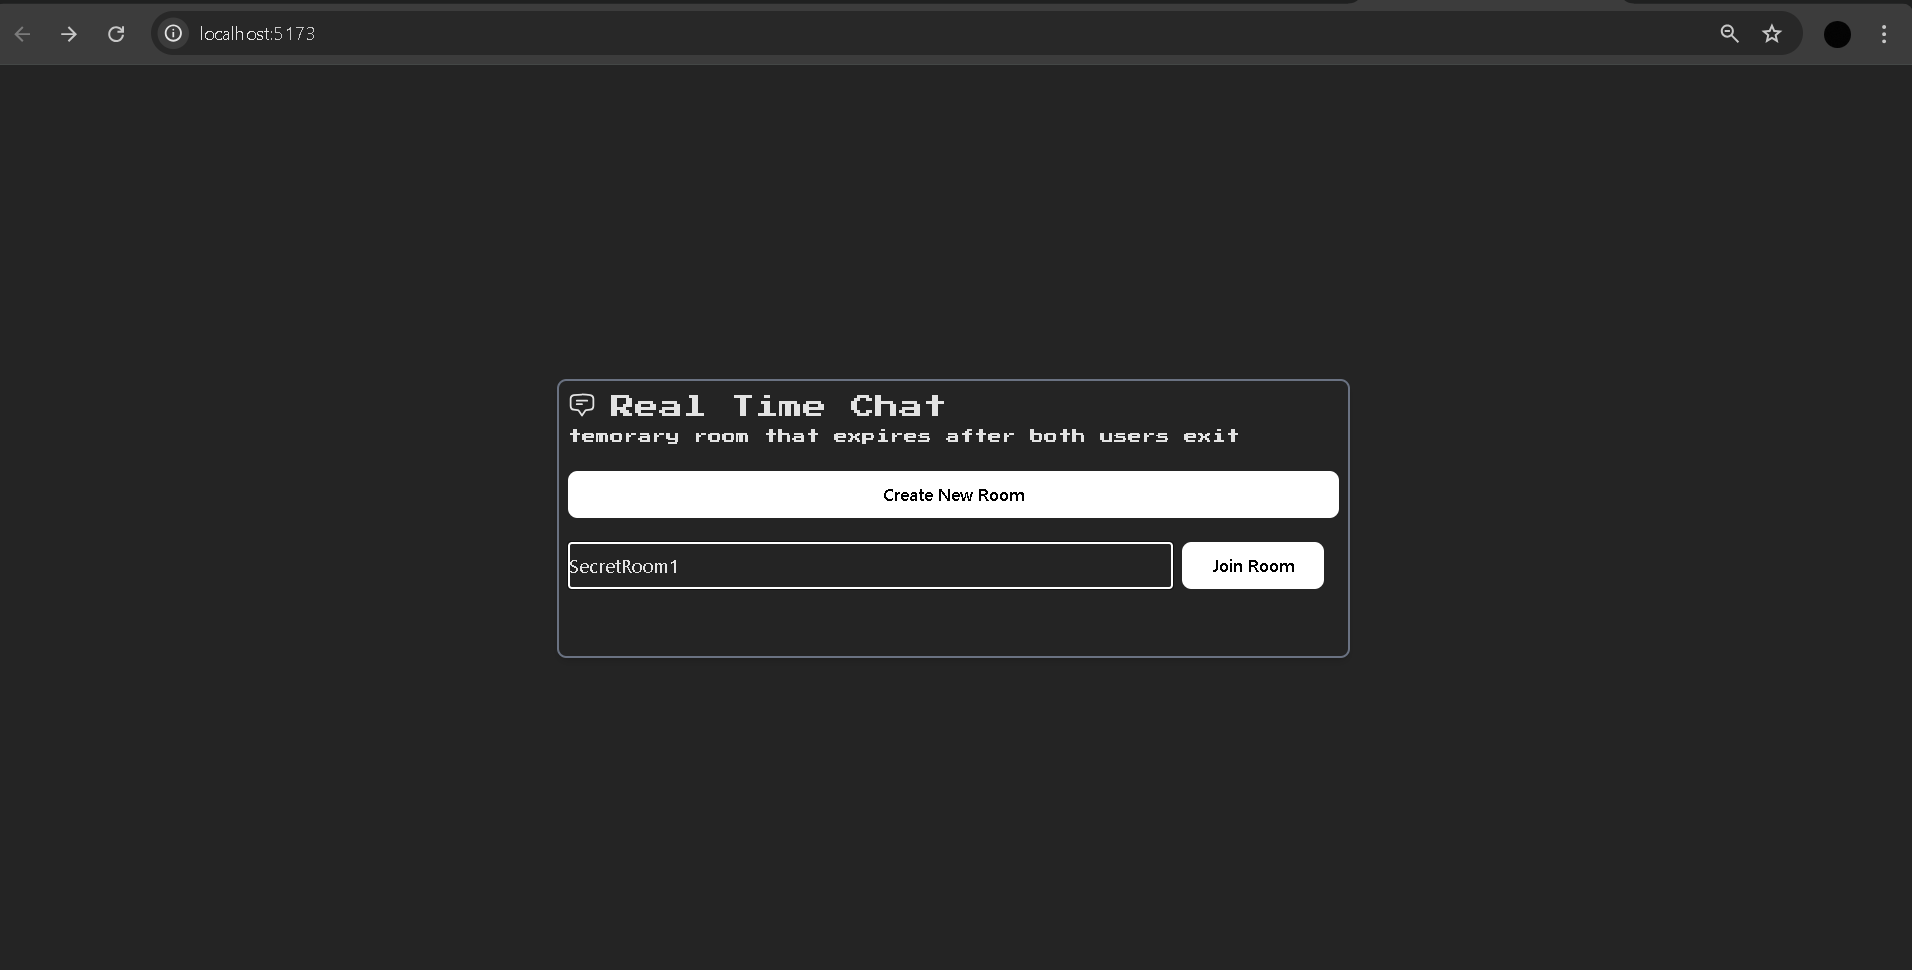 localhost:5173
Real Time Chat
temorary room that expires after both users exit
Create New Room
SecretRoom1
Join Room